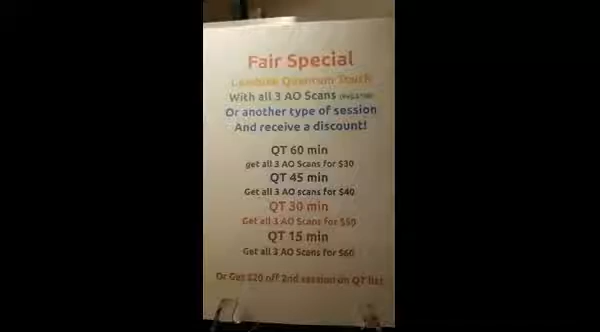 Fair Special
Combine Quantum Touch
With all 3 AO Scans
Or another type of session
And receive a discount!
QT 60 min
get all 3 AO Scans for $30
QT 45 min
Get all 3 AO scans for $40
QT 30 min
Get all 3 AO Scans for $50
QT 15 min
Get all 3 AO Scans for $60
Or Get $20 off 2nd session on QT list